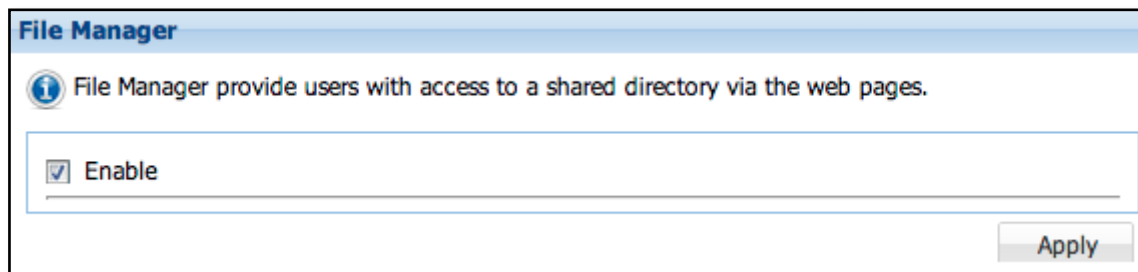 File Manager
File Manager provide users with access to a shared directory via the web pages.
Enable
Apply